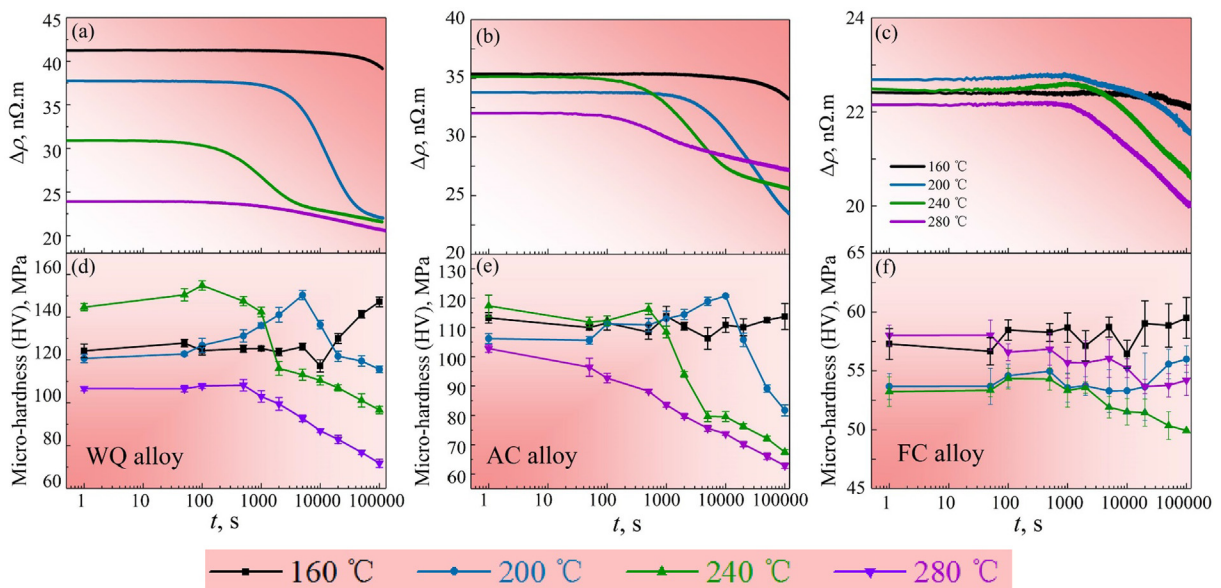 (a)
45
40
35
30
25
20
Δρ, nΩ.m
(b)
40
35
30
25
20
Δρ, nΩ.m
(c)
24
22
20
65
Δρ, nΩ.m
160 ℃
200 ℃
240 ℃
280 ℃
(d)
160
140
120
100
80
60
Micro-hardness (HV), MPa
WQ alloy
1 10 100 1000 10000 100000
t, s
(e)
130
120
110
100
90
80
70
60
Micro-hardness (HV), MPa
AC alloy
1 10 100 1000 10000 100000
t, s
(f)
60
55
50
45
Micro-hardness (HV), MPa
FC alloy
1 10 100 1000 10000 100000
t, s
160 ℃ 200 ℃ 240 ℃ 280 ℃